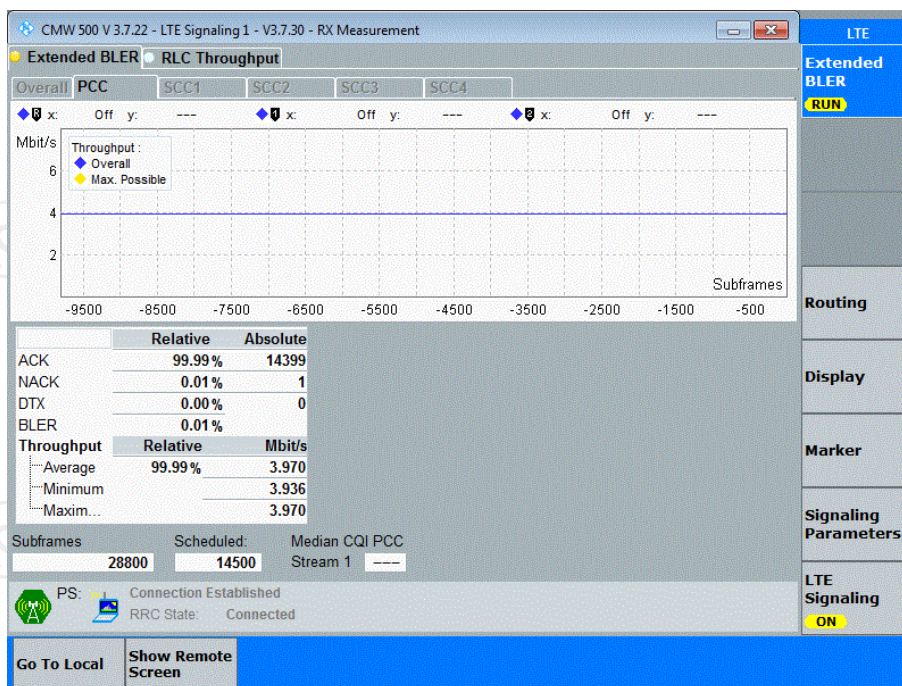 CMW 500 V 3.7.22 - LTE Signaling 1 - V3.7.30 - RX Measurement
LTE
Extended BLER RLC Throughput
Extended BLER
RUN
Overall PCC SCC1 SCC2 SCC3 SCC4
0 x: Off y: --- 1 x: Off y: --- 2 x: Off y: ---
Mbit/s
Throughput :
Overall
Max. Possible
6
4
2
Subframes
-9500 -8500 -7500 -6500 -5500 -4500 -3500 -2500 -1500 -500
Routing
Relative Absolute
ACK 99.99 % 14399
NACK 0.01 % 1
DTX 0.00 % 0
BLER 0.01 %
Throughput Relative Mbit/s
Average 99.99 % 3.970
Minimum 3.936
Maxim... 3.970
Display
Marker
Signaling Parameters
Subframes Scheduled: Median CQI PCC
28800 14500 Stream 1 ---
PS: Connection Established
RRC State: Connected
LTE Signaling
ON
Go To Local
Show Remote Screen